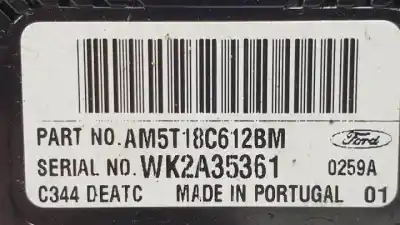 PART NO. AM5T18C612BM
Ford
SERIAL NO. WK2A35361 0259A
C344 DEATC MADE IN PORTUGAL 01